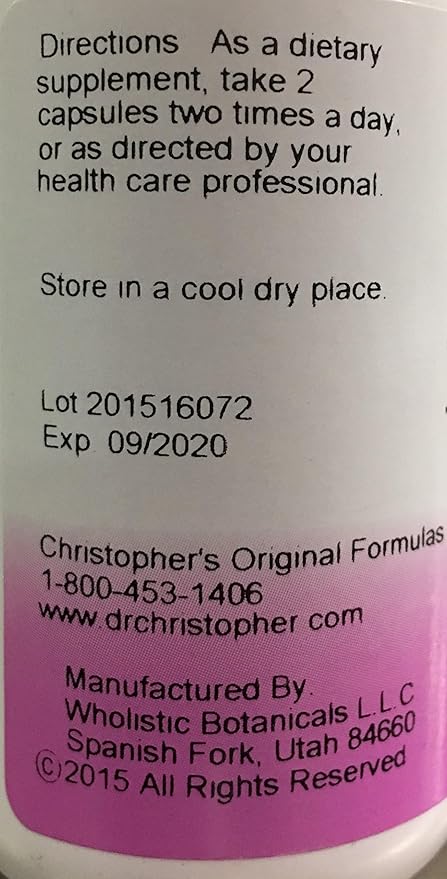 Directions As a dietary
supplement, take 2
capsules two times a day,
or as directed by your
health care professional.
Store in a cool dry place.
Lot 201516072
Exp 09/2020
Christopher's Original Formulas
1-800-453-1406
www.drchristopher com
Manufactured By.
Wholistic Botanicals L.L.C
Spanish Fork, Utah 84660
©2015 All Rights Reserved